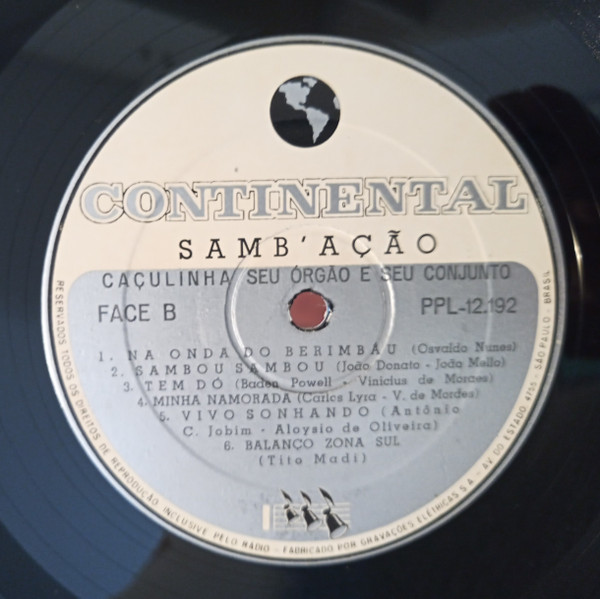 CONTINENTAL
SAMB'AÇÃO
CAÇULINHA SEU ÓRGÃO E SEU CONJUNTO
FACE B
PPL-12.192
1. NA ONDA DO BERIMBAU (Osvaldo Nunes)
2. SAMBOU SAMBOU (João Donato - João Mello)
3. TEM DÓ (Baden Powell - Vinicius de Moraes)
4. MINHA NAMORADA (Carlos Lyra - V. de Moraes)
5. VIVO SONHANDO (Antônio
C. Jobim - Aloysio de Oliveira)
6. BALANÇO ZONA SUL
(Tito Madi)
RESERVADOS TODOS OS DIREITOS DE REPRODUÇÃO INCLUSIVE PELO RÁDIO - FABRICADO POR GRAVAÇÕES ELÉTRICAS S.A. - AV. DO ESTADO 4755 - SÃO PAULO - BRASIL